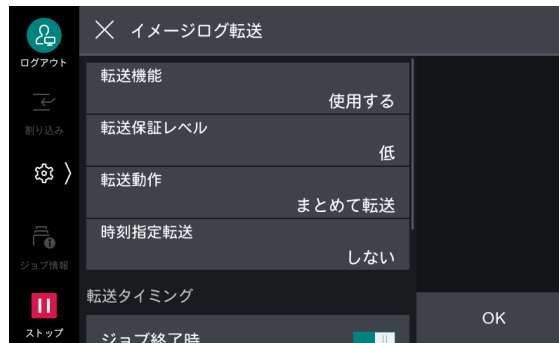 イメージログ転送
ログアウト
転送機能
使用する
割り込み
転送保証レベル
低
転送動作
まとめて転送
時刻指定転送
しない
ジョブ情報
転送タイミング
ストップ
ジョブ終了時
OK